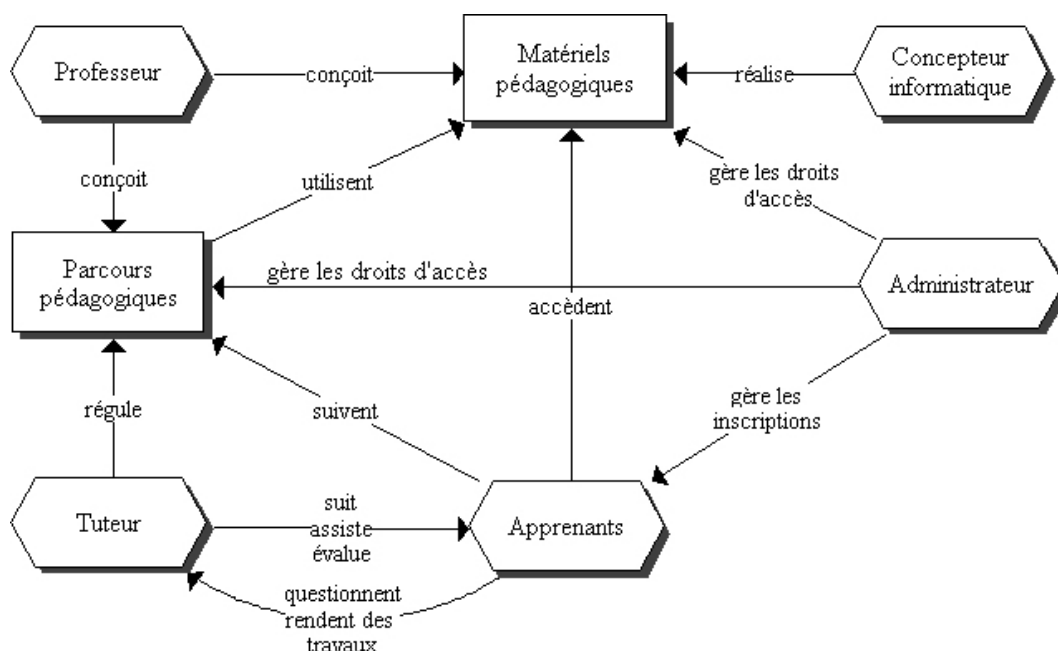 Professeur
conçoit
Matériels
pédagogiques
réalise
Concepteur
informatique
conçoit
utilisent
gère les droits
d'accès
Parcours
pédagogiques
gère les droits d'accès
accèdent
Administrateur
régule
suivent
gère les
inscriptions
Tuteur
suit
assiste
évalue
Apprenants
questionnent
rendent des
travaux